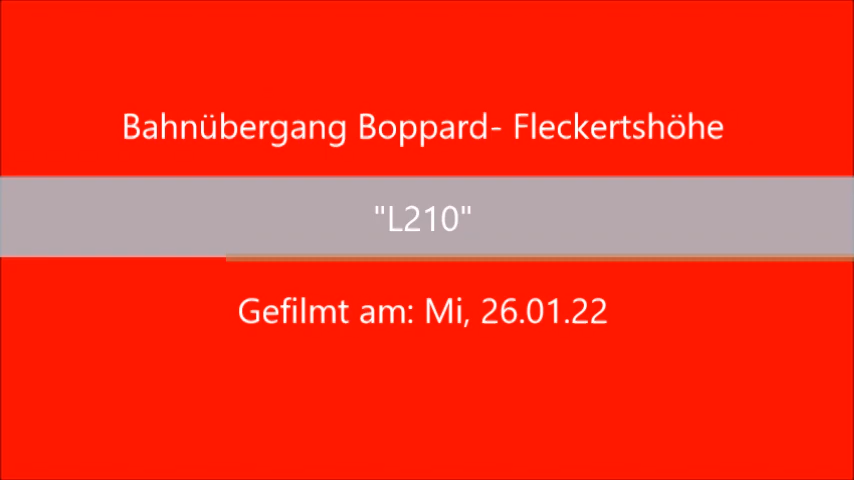 Bahnübergang Boppard- Fleckertshöhe
"L210"
Gefilmt am: Mi, 26.01.22